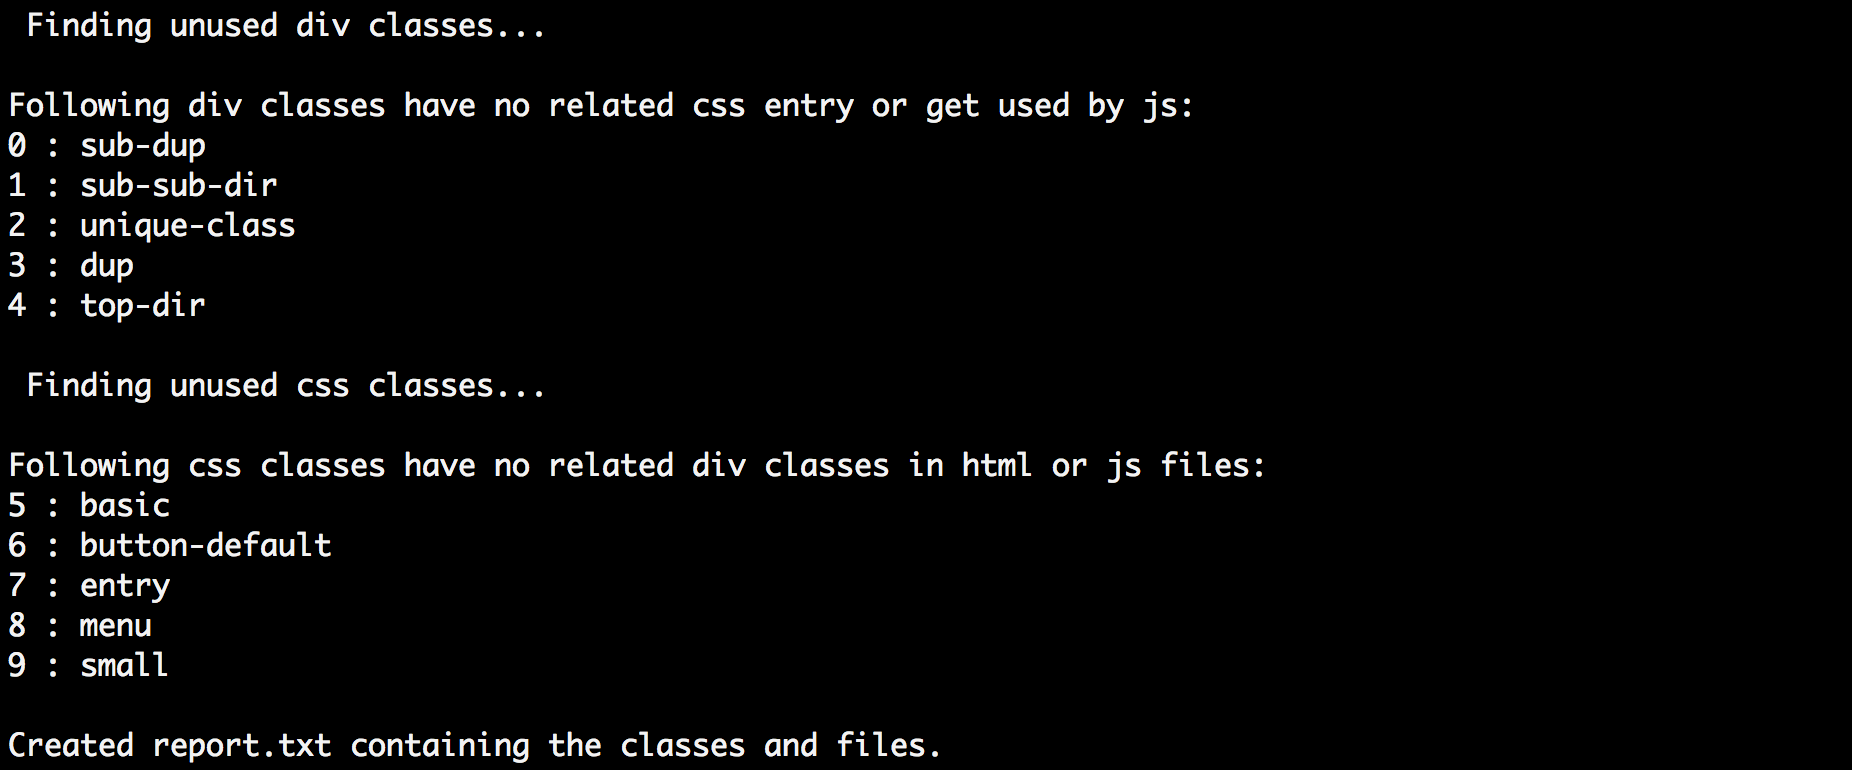 Finding unused div classes...
Following div classes have no related css entry or get used by js:
0 : sub-dup
1 : sub-sub-dir
2 : unique-class
3 : dup
4 : top-dir
Finding unused css classes...
Following css classes have no related div classes in html or js files:
5 : basic
6 : button-default
7 : entry
8 : menu
9 : small
Created report.txt containing the classes and files.